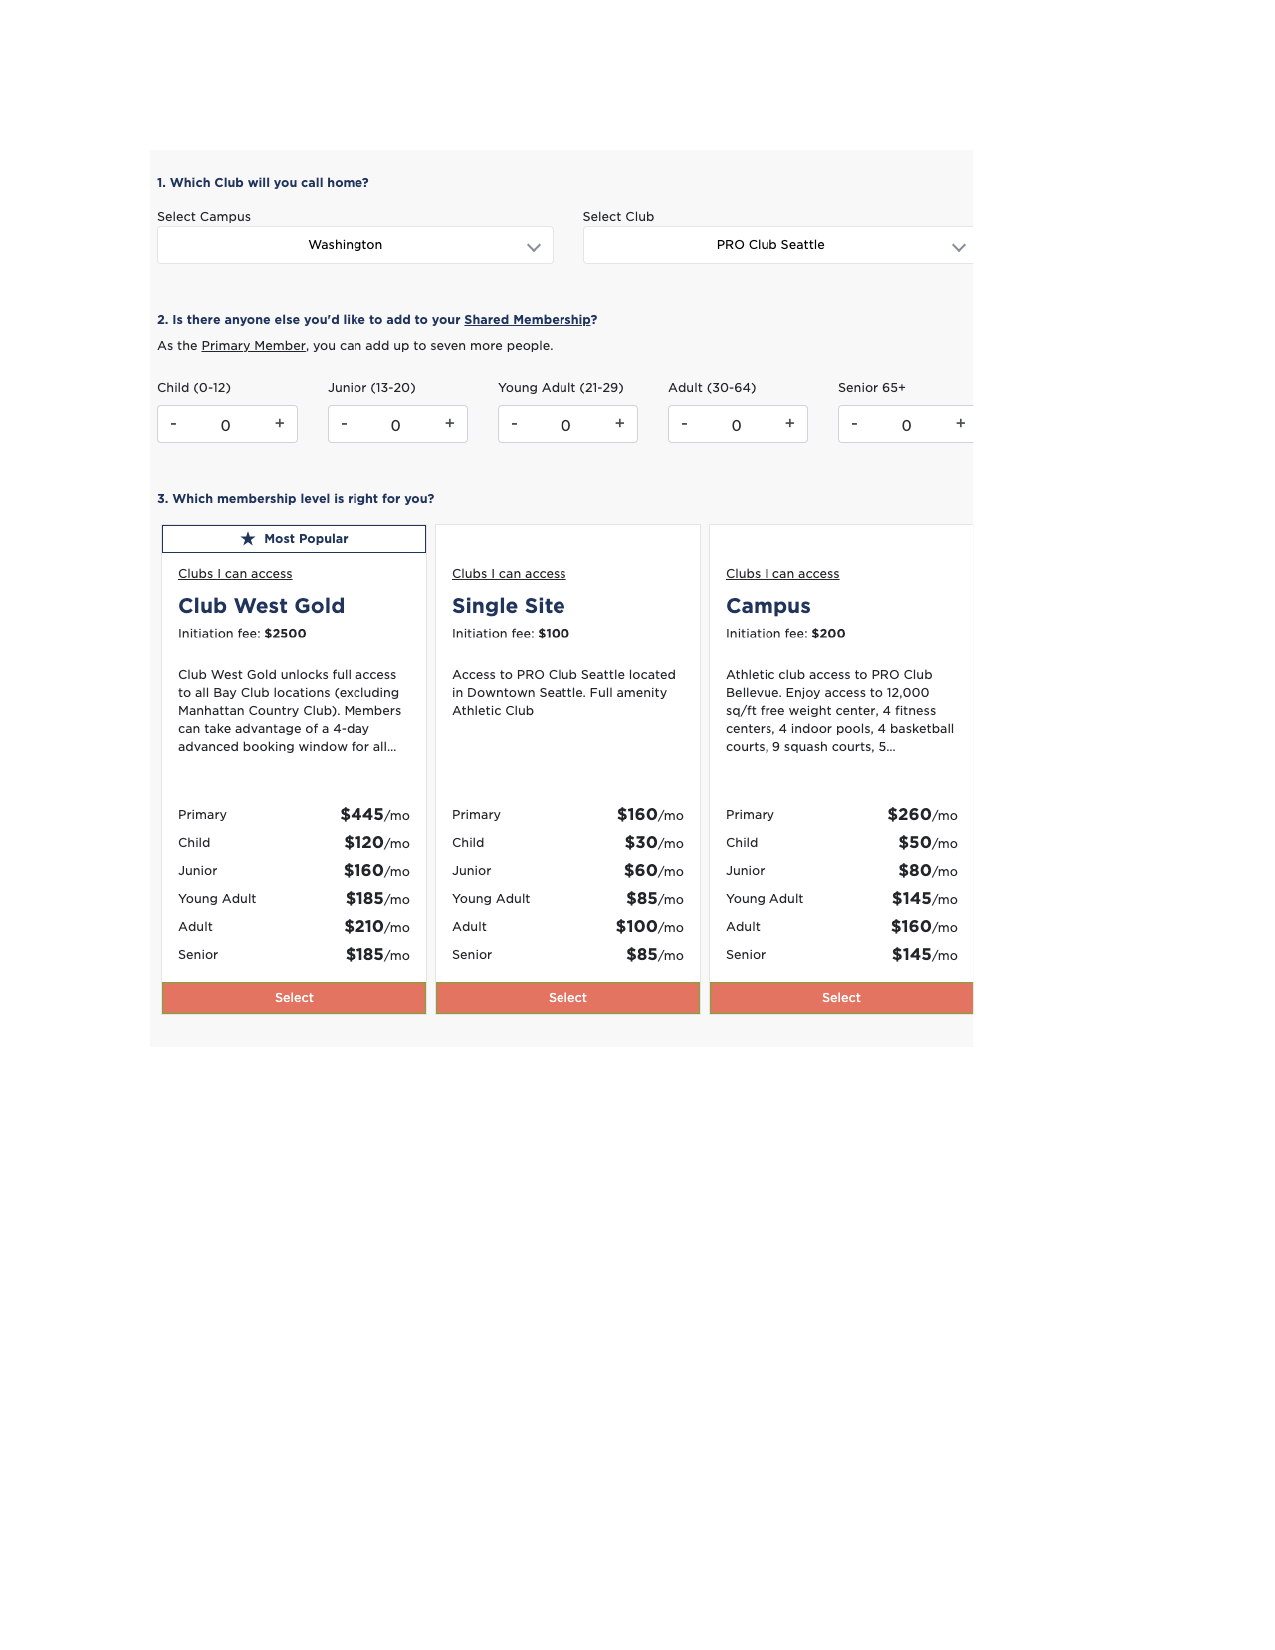 1. Which Club will you call home?
Select Campus
Washington
Select Club
PRO Club Seattle
2. Is there anyone else you'd like to add to your Shared Membership?
As the Primary Member, you can add up to seven more people.
Child (0-12)
- 0 +
Junior (13-20)
- 0 +
Young Adult (21-29)
- 0 +
Adult (30-64)
- 0 +
Senior 65+
- 0 +
3. Which membership level is right for you?
★ Most Popular
Clubs I can access
Club West Gold
Initiation fee: $2500
Club West Gold unlocks full access
to all Bay Club locations (excluding
Manhattan Country Club). Members
can take advantage of a 4-day
advanced booking window for all...
Primary $445/mo
Child $120/mo
Junior $160/mo
Young Adult $185/mo
Adult $210/mo
Senior $185/mo
Select
Clubs I can access
Single Site
Initiation fee: $100
Access to PRO Club Seattle located
in Downtown Seattle. Full amenity
Athletic Club
Primary $160/mo
Child $30/mo
Junior $60/mo
Young Adult $85/mo
Adult $100/mo
Senior $85/mo
Select
Clubs I can access
Campus
Initiation fee: $200
Athletic club access to PRO Club
Bellevue. Enjoy access to 12,000
sq/ft free weight center, 4 fitness
centers, 4 indoor pools, 4 basketball
courts, 9 squash courts, 5...
Primary $260/mo
Child $50/mo
Junior $80/mo
Young Adult $145/mo
Adult $160/mo
Senior $145/mo
Select